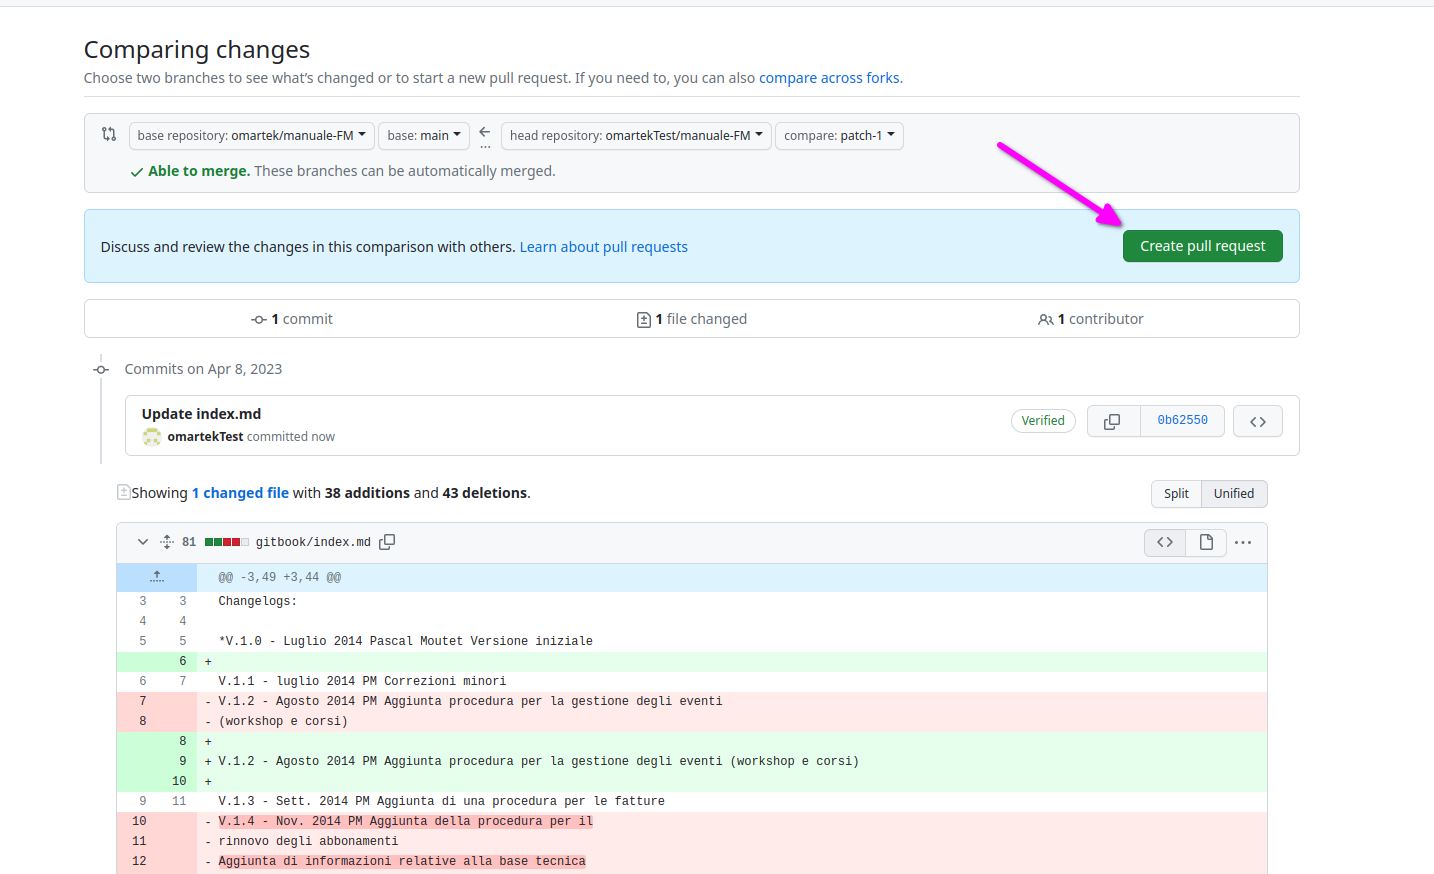 Comparing changes
Choose two branches to see what's changed or to start a new pull request. If you need to, you can also compare across forks.
base repository: omartek/manuale-FM base: main ... head repository: omartekTest/manuale-FM compare: patch-1
Able to merge. These branches can be automatically merged.
Discuss and review the changes in this comparison with others. Learn about pull requests
Create pull request
1 commit 1 file changed 1 contributor
Commits on Apr 8, 2023
Update index.md
omartekTest committed now
Verified 0b62550 <>
Showing 1 changed file with 38 additions and 43 deletions.
Split Unified
81 gitbook/index.md <> ...
@@ -3,49 +3,44 @@
3 3 Changelogs:
4 4
5 5 *V.1.0 - Luglio 2014 Pascal Moutet Versione iniziale
6 +
6 7 V.1.1 - luglio 2014 PM Correzioni minori
7 - V.1.2 - Agosto 2014 PM Aggiunta procedura per la gestione degli eventi
8 - (workshop e corsi)
8 +
9 + V.1.2 - Agosto 2014 PM Aggiunta procedura per la gestione degli eventi (workshop e corsi)
10 +
9 11 V.1.3 - Sett. 2014 PM Aggiunta di una procedura per le fatture
10 - V.1.4 - Nov. 2014 PM Aggiunta della procedura per il
11 - rinnovo degli abbonamenti
12 - Aggiunta di informazioni relative alla base tecnica